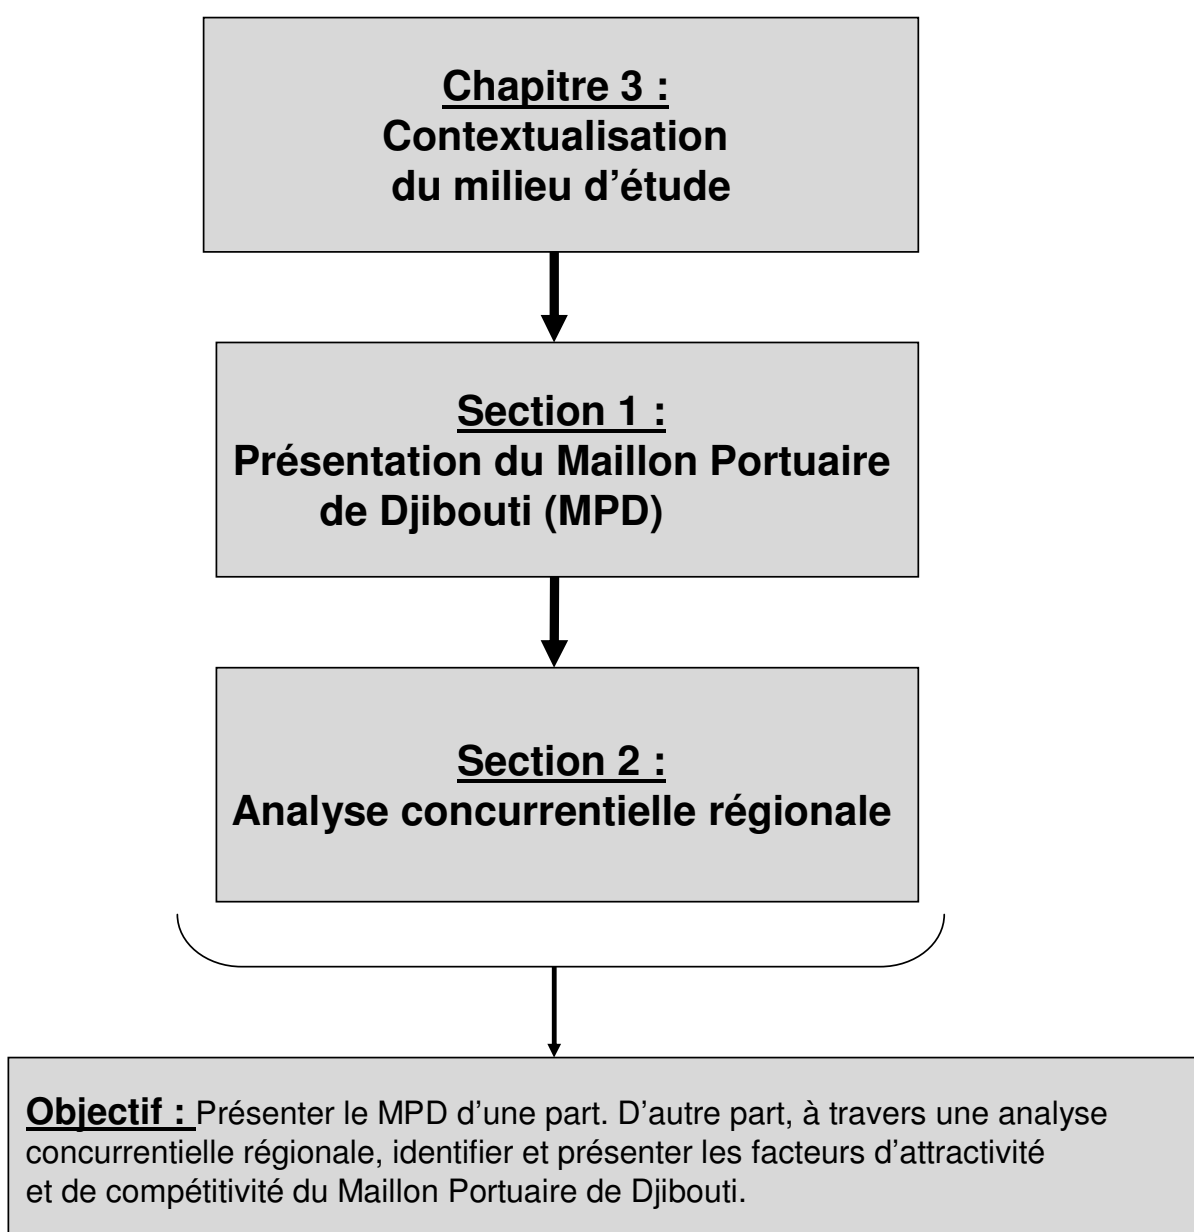 Chapitre 3 :
Contextualisation
du milieu d’étude
Section 1 :
Présentation du Maillon Portuaire
de Djibouti (MPD)
Section 2 :
Analyse concurrentielle régionale
Objectif : Présenter le MPD d’une part. D’autre part, à travers une analyse
concurrentielle régionale, identifier et présenter les facteurs d’attractivité
et de compétitivité du Maillon Portuaire de Djibouti.